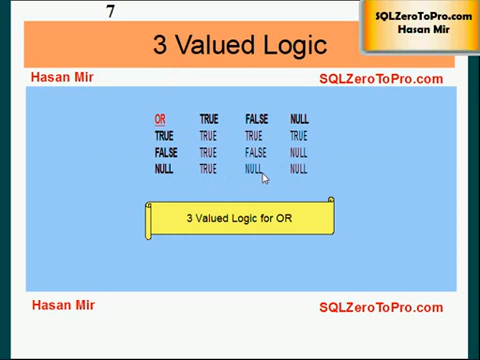 7
SQLZeroToPro.com
Hasan Mir
3 Valued Logic
Hasan Mir SQLZeroToPro.com
OR TRUE FALSE NULL
TRUE TRUE TRUE TRUE
FALSE TRUE FALSE NULL
NULL TRUE NULL NULL
3 Valued Logic for OR
Hasan Mir SQLZeroToPro.com